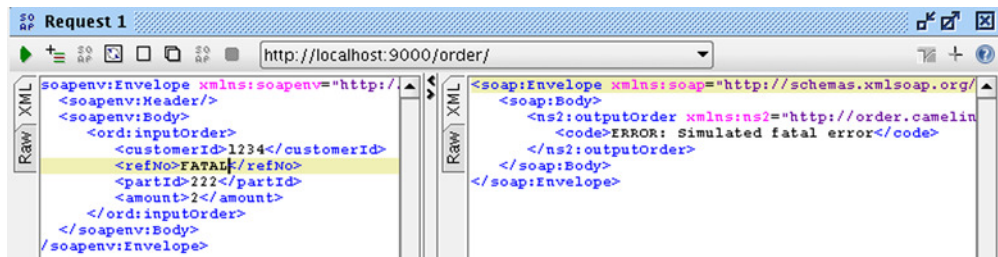 SO AP Request 1
http://localhost:9000/order/
XML
Raw
soapenv:Envelope xmlns:soapenv="http:/.
<soapenv:Header/>
<soapenv:Body>
<ord:inputOrder>
<customerId>1234</customerId>
<refNo>FATAL</refNo>
<partId>222</partId>
<amount>2</amount>
</ord:inputOrder>
</soapenv:Body>
/soapenv:Envelope>
XML
Raw
<soap:Envelope xmlns:soap="http://schemas.xmlsoap.org/
<soap:Body>
<ns2:outputOrder xmlns:ns2="http://order.camelin
<code>ERROR: Simulated fatal error</code>
</ns2:outputOrder>
</soap:Body>
</soap:Envelope>